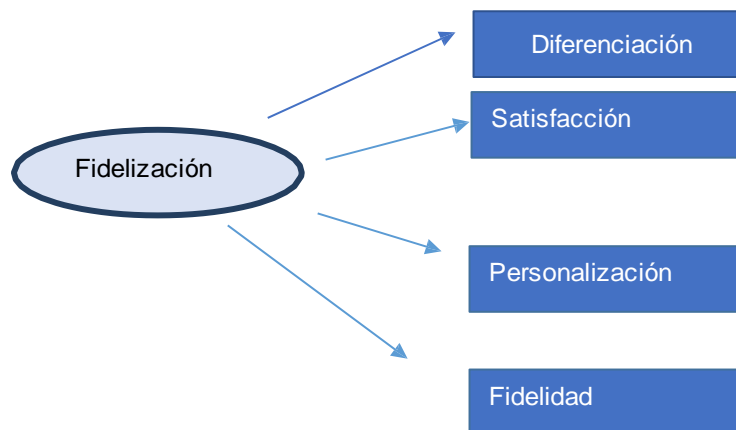 Diferenciación
Satisfacción
Fidelización
Personalización
Fidelidad